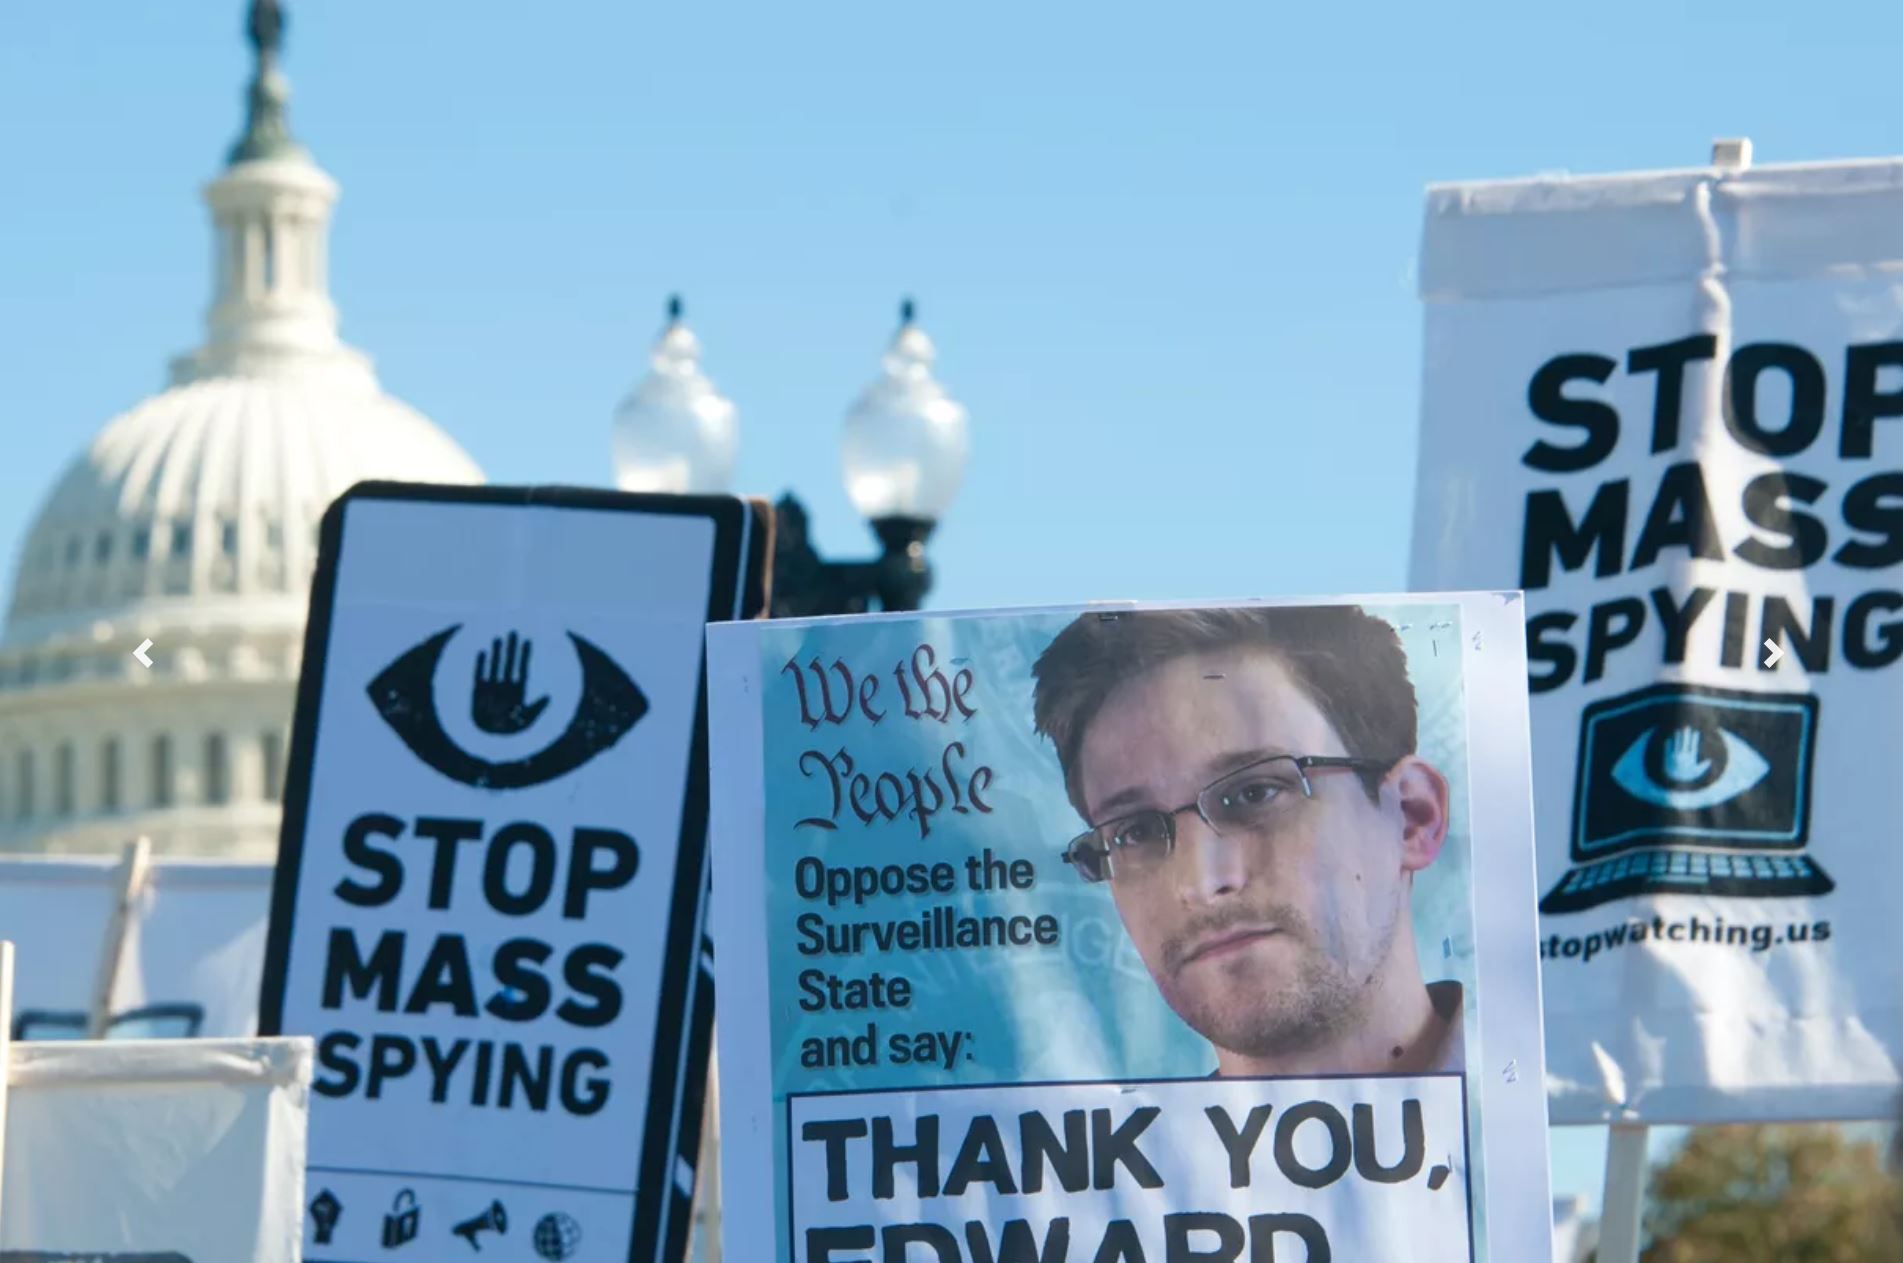 STOP
MASS
SPYING
We the
People
Oppose the
Surveillance
State
and say:
THANK YOU,
EDWARD
STOP
MASS
SPYING
stopwatching.us